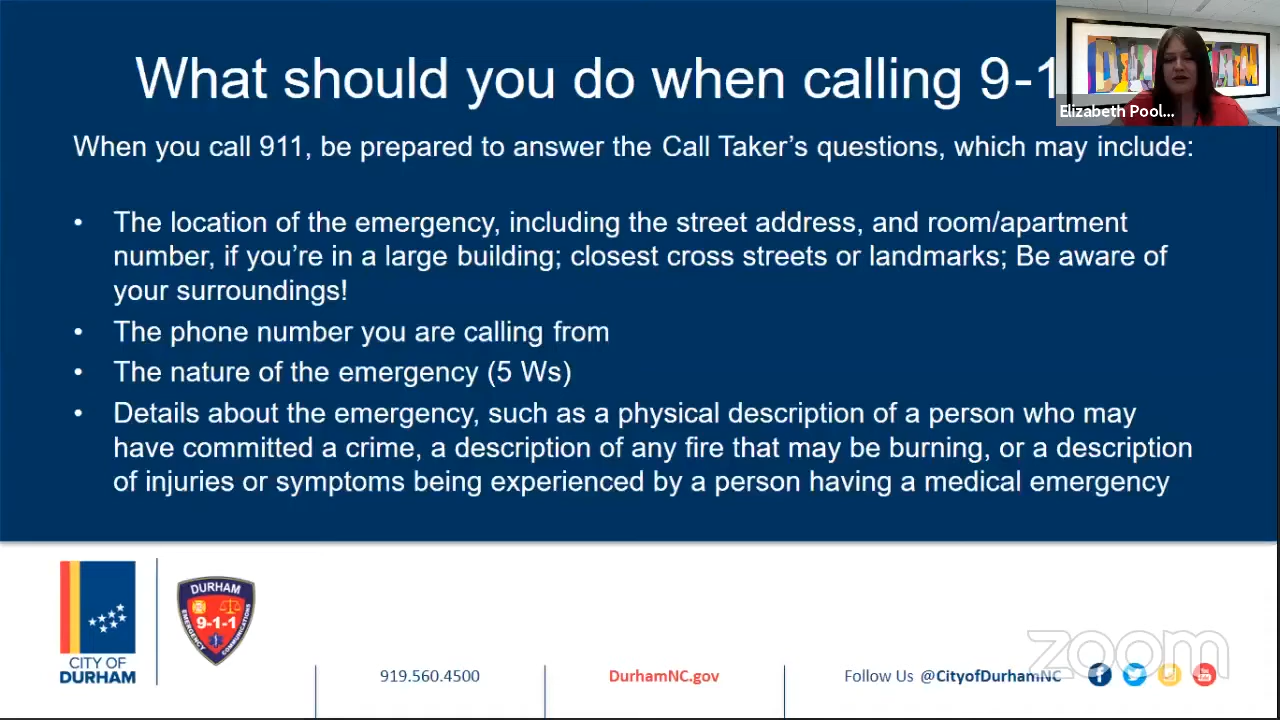 What should you do when calling 9-1
Elizabeth Pool...
When you call 911, be prepared to answer the Call Taker's questions, which may include:
• The location of the emergency, including the street address, and room/apartment
number, if you're in a large building; closest cross streets or landmarks; Be aware of
your surroundings!
• The phone number you are calling from
• The nature of the emergency (5 Ws)
• Details about the emergency, such as a physical description of a person who may
have committed a crime, a description of any fire that may be burning, or a description
of injuries or symptoms being experienced by a person having a medical emergency
CITY OF
DURHAM
DURHAM
9-1-1
EMERGENCY COMMUNICATIONS
919.560.4500
DurhamNC.gov
Follow Us @CityofDurhamNC
zoom